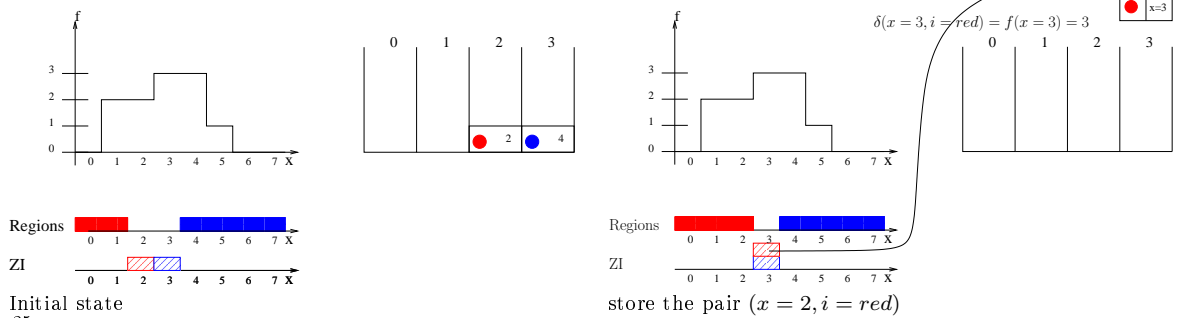 f
3
2
1
0
0 1 2 3 4 5 6 7 X
0 1 2 3
2 4
Regions
0 1 2 3 4 5 6 7 X
ZI
0 1 2 3 4 5 6 7 X
Initial state
x=3
δ(x = 3, i = red) = f(x = 3) = 3
f
3
2
1
0
0 1 2 3 4 5 6 7 X
0 1 2 3
Regions
0 1 2 3 4 5 6 7 X
ZI
0 1 2 3 4 5 6 7 X
store the pair (x = 2, i = red)